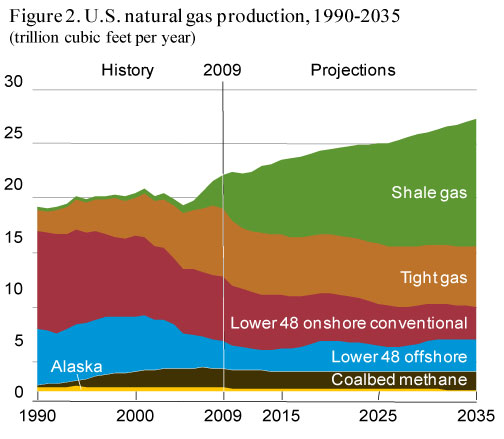 Figure 2. U.S. natural gas production, 1990-2035
(trillion cubic feet per year)
History 2009 Projections
30
25
Shale gas
20
15
Tight gas
10
Lower 48 onshore conventional
5
Lower 48 offshore
Alaska
Coalbed methane
0
1990 2000 2009 2015 2025 2035